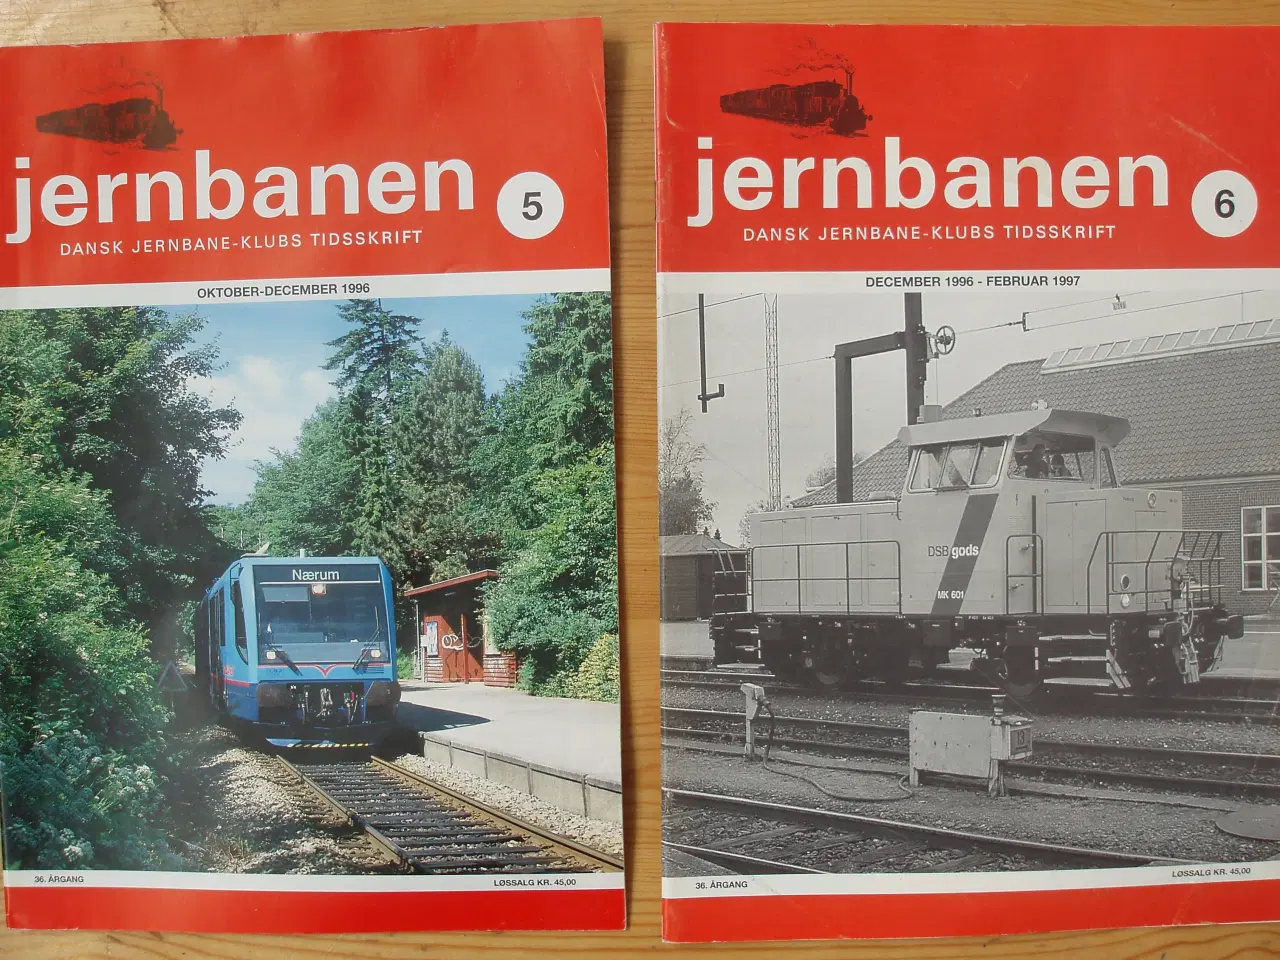 jernbanen
5
DANSK JERNBANE-KLUBS TIDSSKRIFT
OKTOBER-DECEMBER 1996
Nærum
36. ÅRGANG
LØSSALG KR. 45,00
jernbanen
6
DANSK JERNBANE-KLUBS TIDSSKRIFT
DECEMBER 1996 - FEBRUAR 1997
DSB gods
MK 601
36. ÅRGANG
LØSSALG KR. 45,00